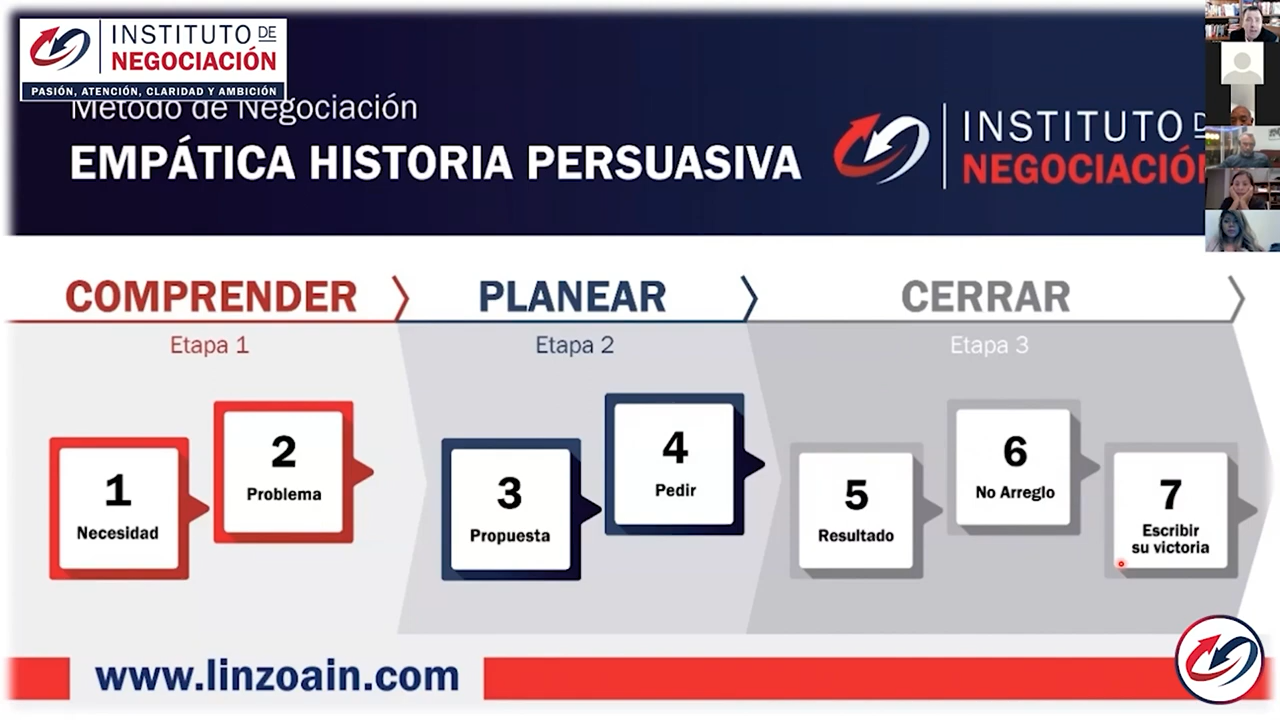 INSTITUTO DE
NEGOCIACIÓN
PASIÓN, ATENCIÓN, CLARIDAD Y AMBICIÓN
Método de Negociación
EMPÁTICA HISTORIA PERSUASIVA
INSTITUTO D
NEGOCIACIÓN
COMPRENDER
Etapa 1
PLANEAR
Etapa 2
CERRAR
Etapa 3
1
Necesidad
2
Problema
3
Propuesta
4
Pedir
5
Resultado
6
No Arreglo
7
Escribir
su victoria
www.linzoain.com